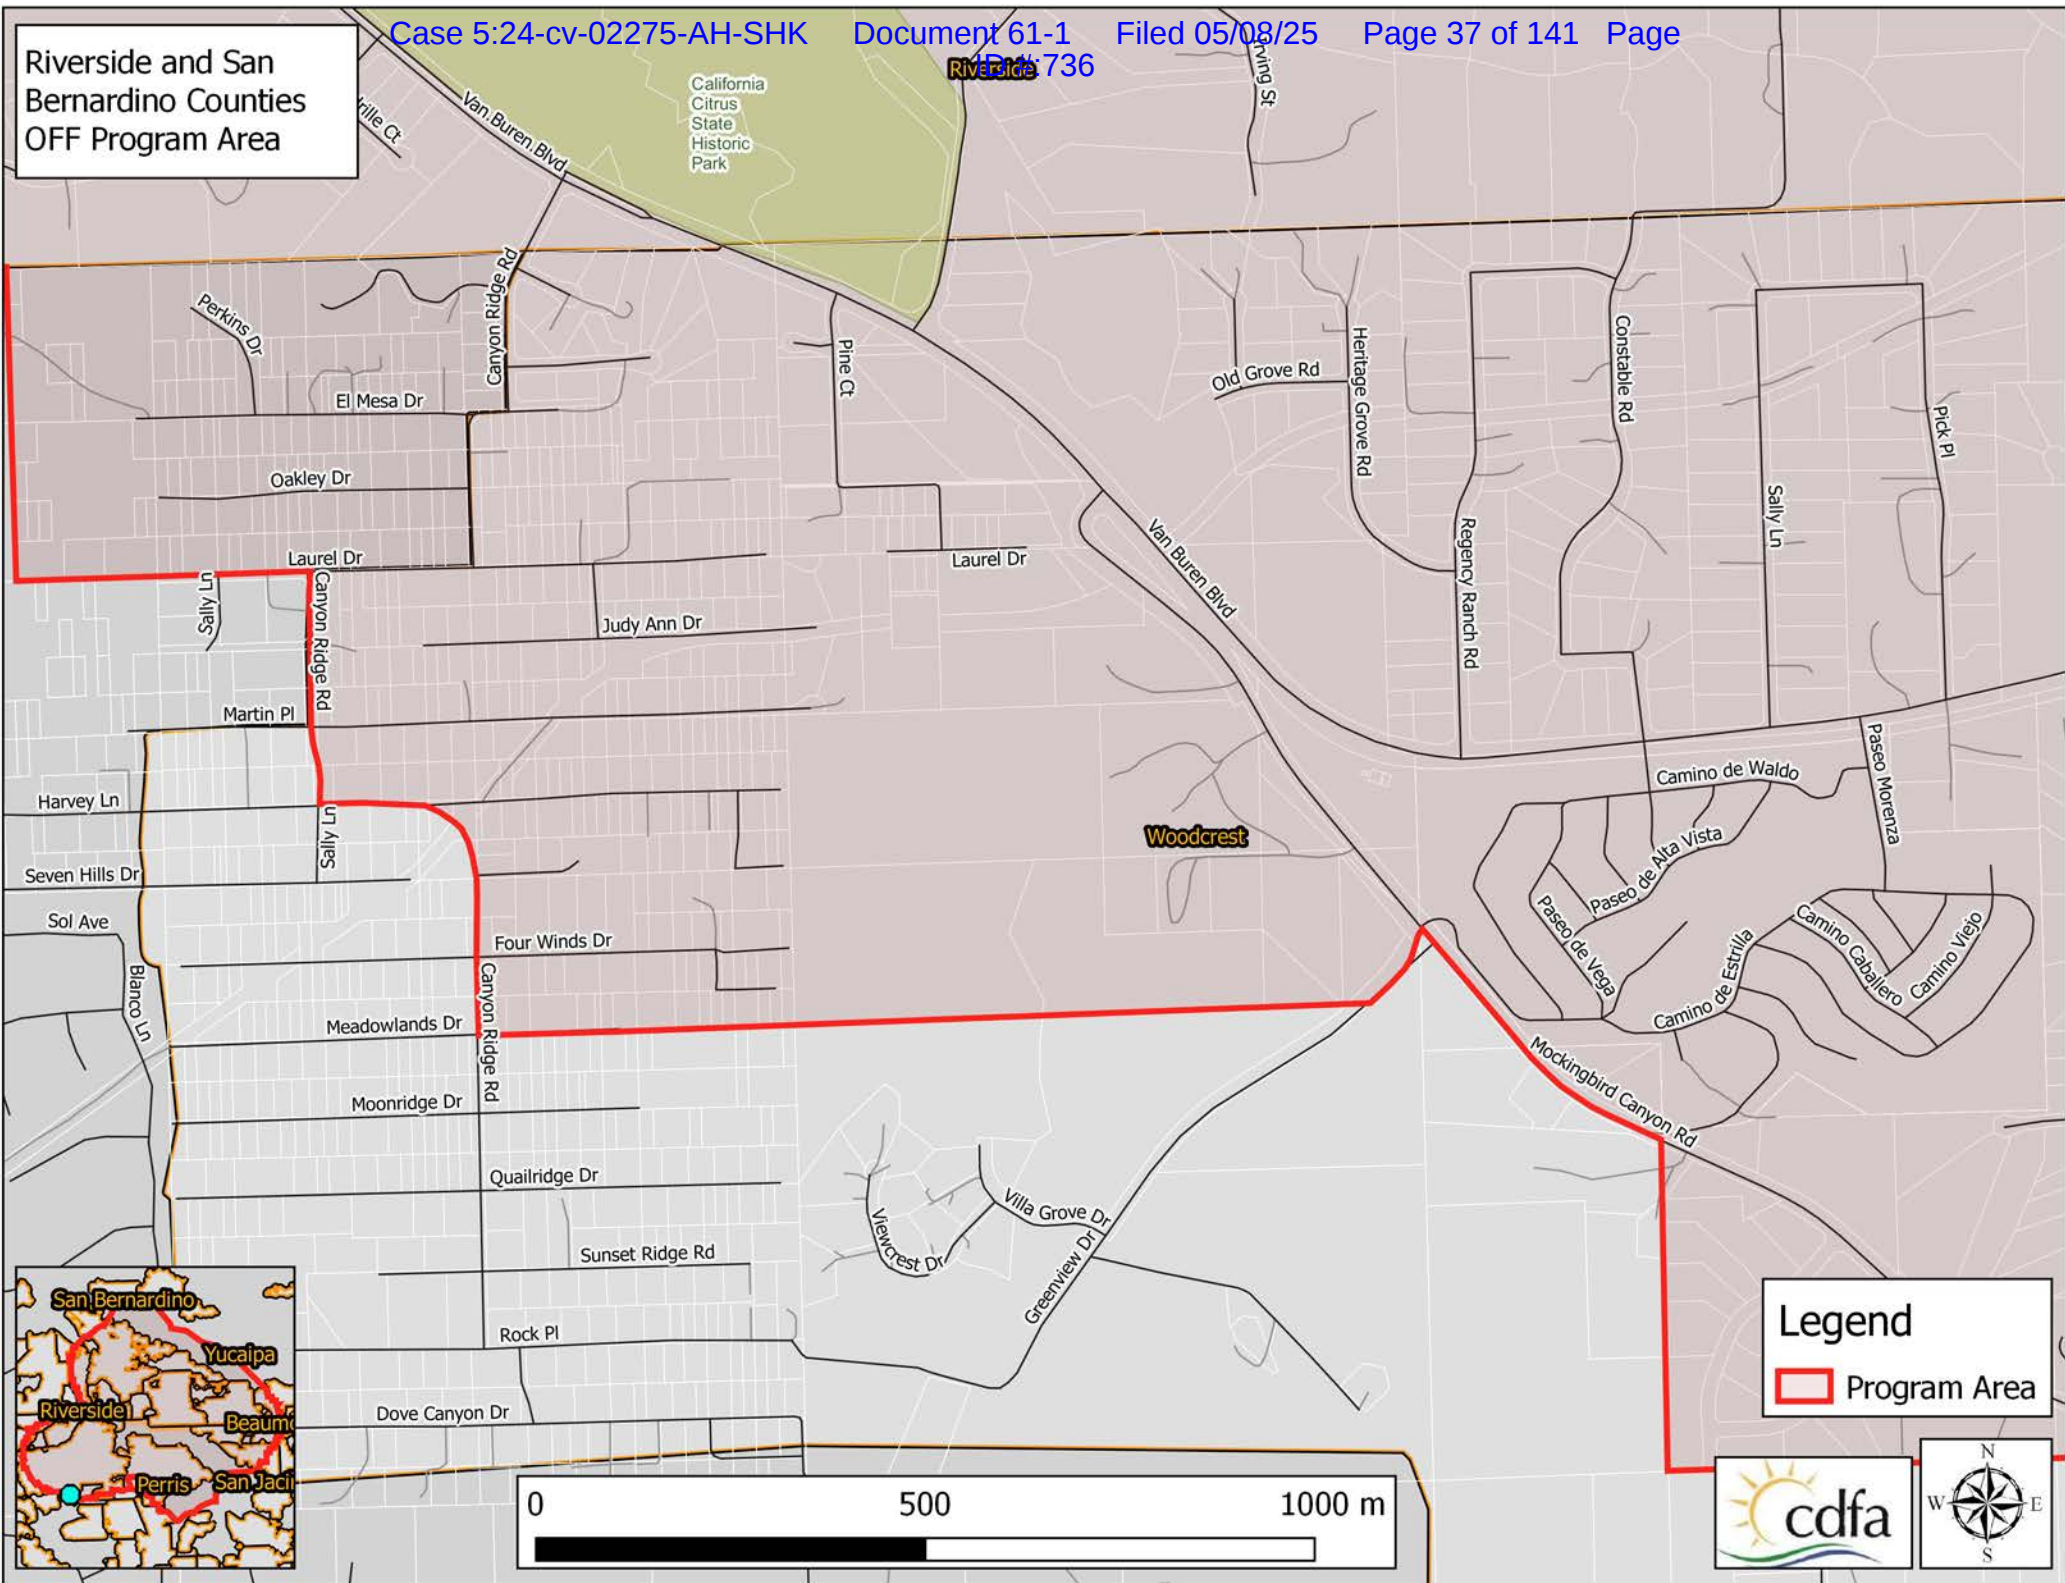 Case 5:24-cv-02275-AH-SHK Document 61-1 Filed 05/08/25 Page 37 of 141 Page
ID #:736
Riverside and San
Bernardino Counties
OFF Program Area
California
Citrus
State
Historic
Park
Riverside
Irving St
Van Buren Blvd
Canyon Ridge Rd
Perkins Dr
El Mesa Dr
Oakley Dr
Laurel Dr
Pine Ct
Old Grove Rd
Heritage Grove Rd
Constable Rd
Pick Pl
Sally Ln
Regency Ranch Rd
Van Buren Blvd
Laurel Dr
Sally Ln
Canyon Ridge Rd
Judy Ann Dr
Martin Pl
Harvey Ln
Sally Ln
Seven Hills Dr
Sol Ave
Blanco Ln
Four Winds Dr
Canyon Ridge Rd
Meadowlands Dr
Moonridge Dr
Quailridge Dr
Sunset Ridge Rd
Rock Pl
Dove Canyon Dr
Woodcrest
Camino de Waldo
Paseo Morenza
Paseo de Alta Vista
Paseo de Vega
Camino de Estrilla
Camino Caballero
Camino Viejo
Mockingbird Canyon Rd
Villa Grove Dr
Viewcrest Dr
Greenview Dr
San Bernardino
Yucaipa
Riverside
Beaumo
Perris
San Jaci
0 500 1000 m
Legend
Program Area
cdfa
N
W E
S